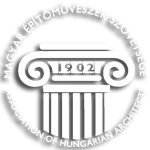 MAGYAR ÉPÍTŐMŰVÉSZEK SZÖVETSÉGE
1902
ASSOCIATION OF HUNGARIAN ARCHITECTS